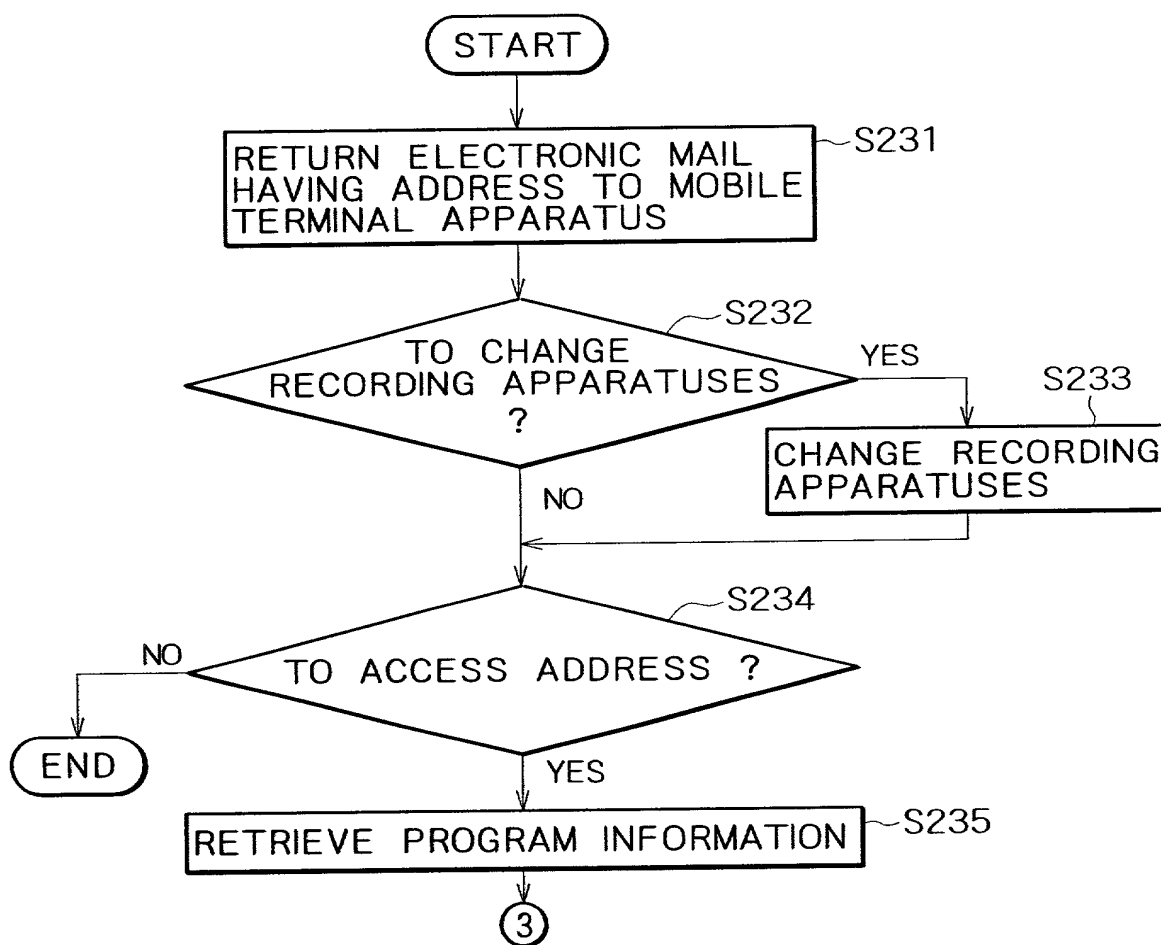 START
RETURN ELECTRONIC MAIL
HAVING ADDRESS TO MOBILE
TERMINAL APPARATUS
S231
TO CHANGE
RECORDING APPARATUSES
?
S232
YES
NO
S233
CHANGE RECORDING
APPARATUSES
S234
TO ACCESS ADDRESS ?
NO
END
YES
S235
RETRIEVE PROGRAM INFORMATION
3